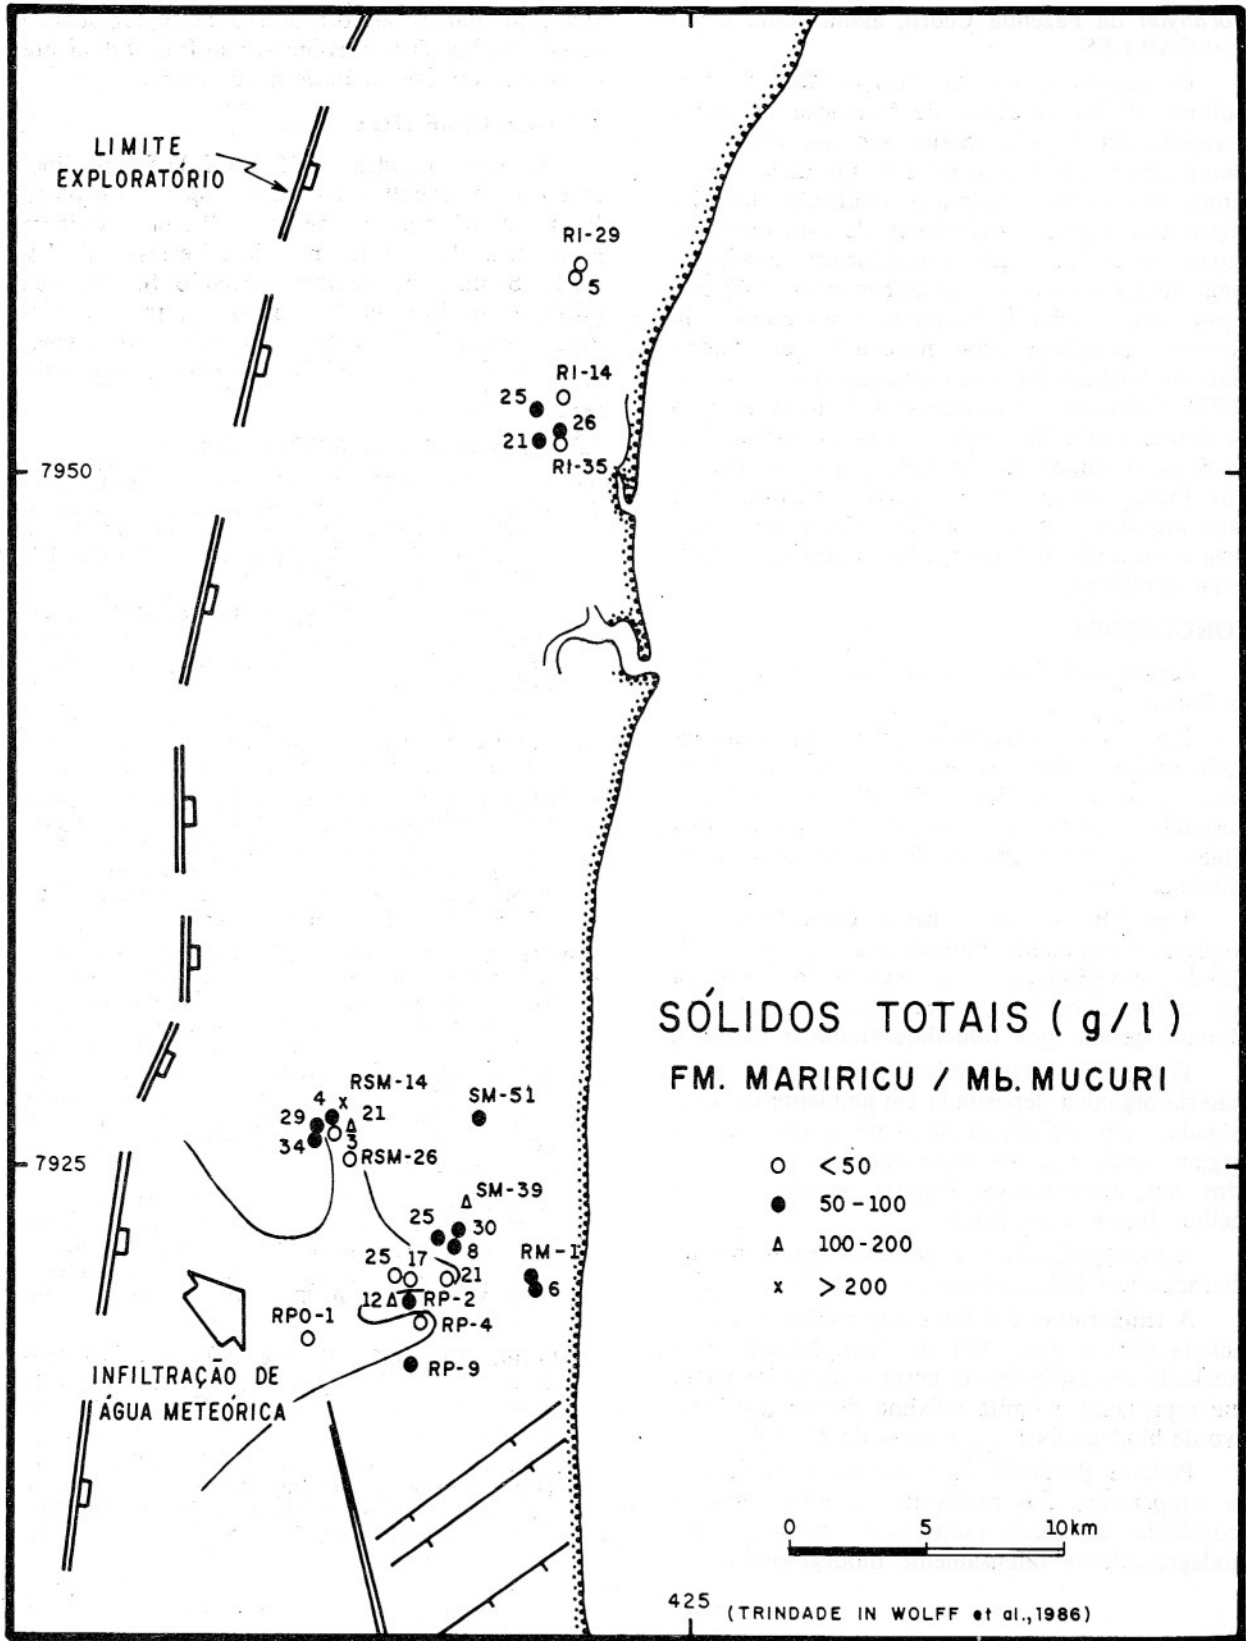 LIMITE
EXPLORATÓRIO
RI-29
5
RI-14
25
26
21
RI-35
7950
SÓLIDOS TOTAIS (g/l)
FM. MARIRICU / Mb. MUCURI
RSM-14
SM-51
4 x
21
29
3
34
7925
RSM-26
O <50
● 50-100
Δ 100-200
x >200
SM-39
25
30
8
RM-1
25 17
21
6
12
RP-2
RPO-1
RP-4
RP-9
INFILTRAÇÃO DE
ÁGUA METEÓRICA
0 5 10km
425
(TRINDADE IN WOLFF et al., 1986)